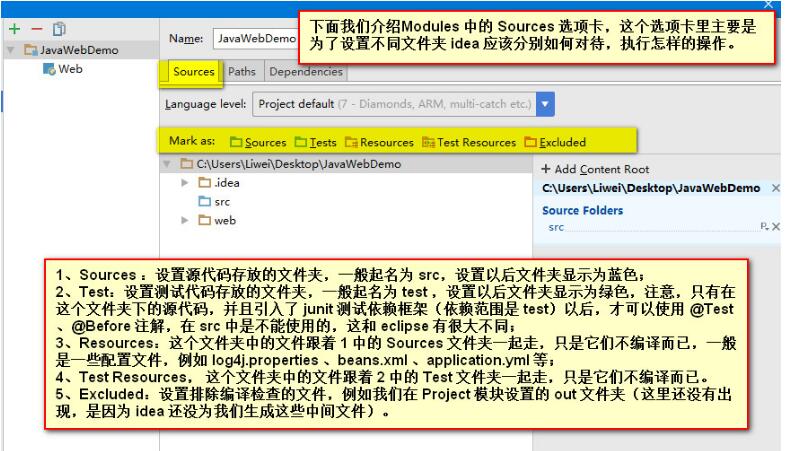 下面我们介绍Modules 中的 Sources 选项卡，这个选项卡里主要是
为了设置不同文件夹 idea 应该分别如何对待，执行怎样的操作。
JavaWebDemo
Web
Name: JavaWebDemo
Sources Paths Dependencies
Language level: Project default (7 - Diamonds, ARM, multi-catch etc.)
Mark as: Sources Tests Resources Test Resources Excluded
C:\Users\Liwei\Desktop\JavaWebDemo
.idea
src
web
+ Add Content Root
C:\Users\Liwei\Desktop\JavaWebDemo
Source Folders
src
1、Sources：设置源代码存放的文件夹，一般起名为 src，设置以后文件夹显示为蓝色；
2、Test：设置测试代码存放的文件夹，一般起名为 test，设置以后文件夹显示为绿色，注意，只有在
这个文件夹下的源代码，并且引入了 junit 测试依赖框架（依赖范围是 test）以后，才可以使用 @Test
、@Before 注解，在 src 中是不能使用的，这和 eclipse 有很大不同；
3、Resources：这个文件夹中的文件跟着 1 中的 Sources 文件夹一起走，只是它们不编译而已，一般
是一些配置文件，例如 log4j.properties 、beans.xml 、application.yml 等；
4、Test Resources， 这个文件夹中的文件跟着 2 中的 Test 文件夹一起走，只是它们不编译而已。
5、Excluded：设置排除编译检查的文件，例如我们在 Project 模块设置的 out 文件夹（这里还没有出
现，是因为 idea 还没为我们生成这些中间文件）。